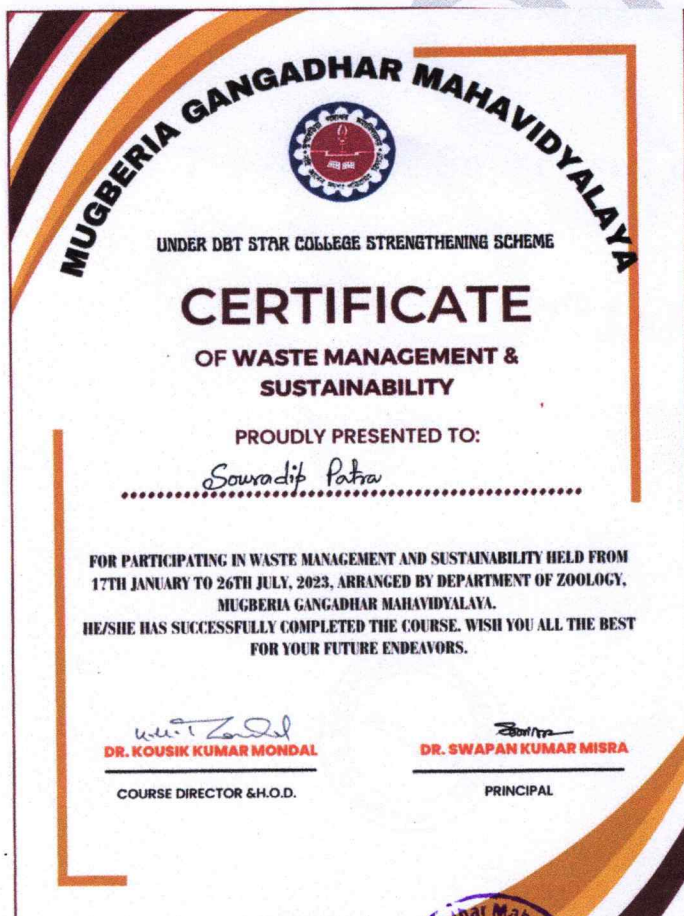 MUGBERIA GANGADHAR MAHAVIDYALAYA
UNDER DBT STAR COLLEGE STRENGTHENING SCHEME
CERTIFICATE
OF WASTE MANAGEMENT &
SUSTAINABILITY
PROUDLY PRESENTED TO:
Souradip Patra
FOR PARTICIPATING IN WASTE MANAGEMENT AND SUSTAINABILITY HELD FROM
17TH JANUARY TO 26TH JULY, 2023, ARRANGED BY DEPARTMENT OF ZOOLOGY,
MUGBERIA GANGADHAR MAHAVIDYALAYA.
HE/SHE HAS SUCCESSFULLY COMPLETED THE COURSE. WISH YOU ALL THE BEST
FOR YOUR FUTURE ENDEAVORS.
DR. KOUSIK KUMAR MONDAL
DR. SWAPAN KUMAR MISRA
COURSE DIRECTOR &H.O.D.
PRINCIPAL